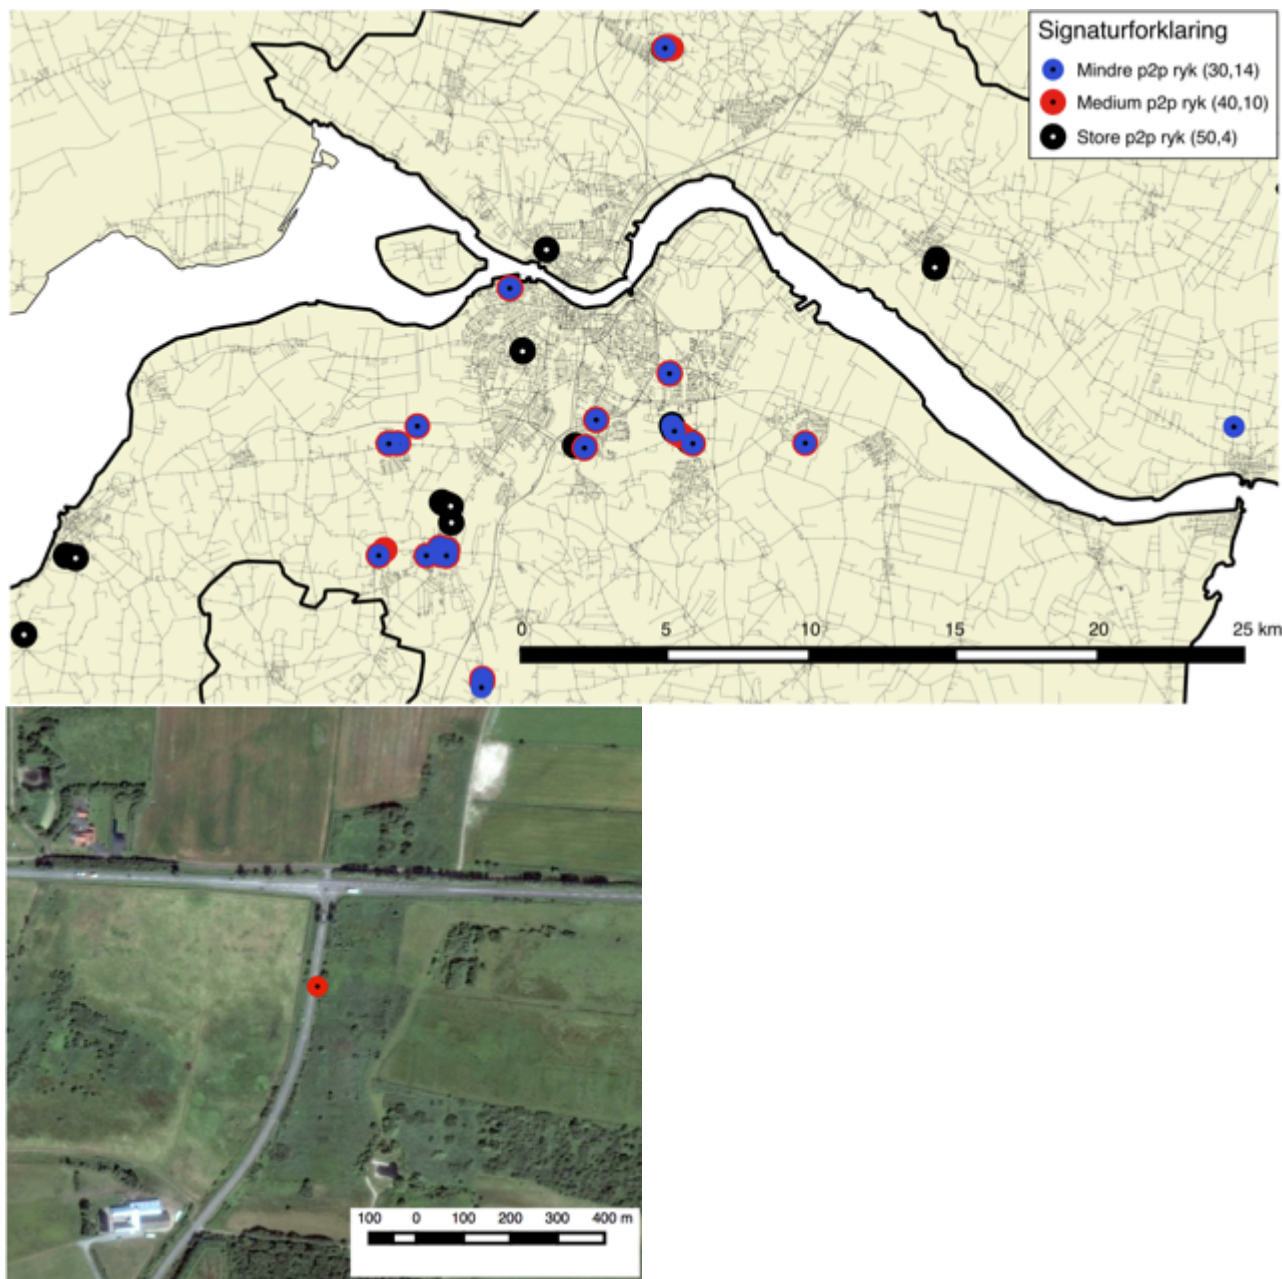 Signaturforklaring
Mindre p2p ryk (30,14)
Medium p2p ryk (40,10)
Store p2p ryk (50,4)
0 5 10 15 20 25 km
100 0 100 200 300 400 m